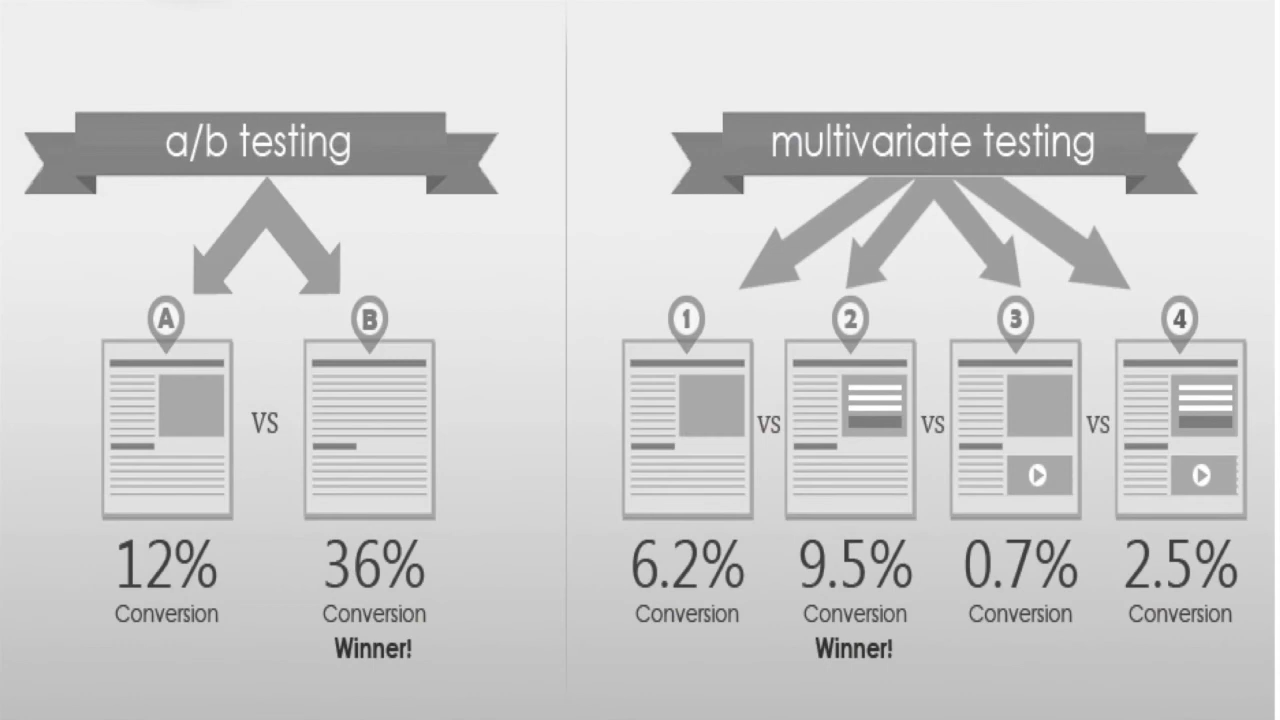 a/b testing
A
B
VS
12%
36%
Conversion
Conversion
Winner!
multivariate testing
1
2
3
4
VS
VS
VS
6.2%
9.5%
0.7%
2.5%
Conversion
Conversion
Conversion
Conversion
Winner!